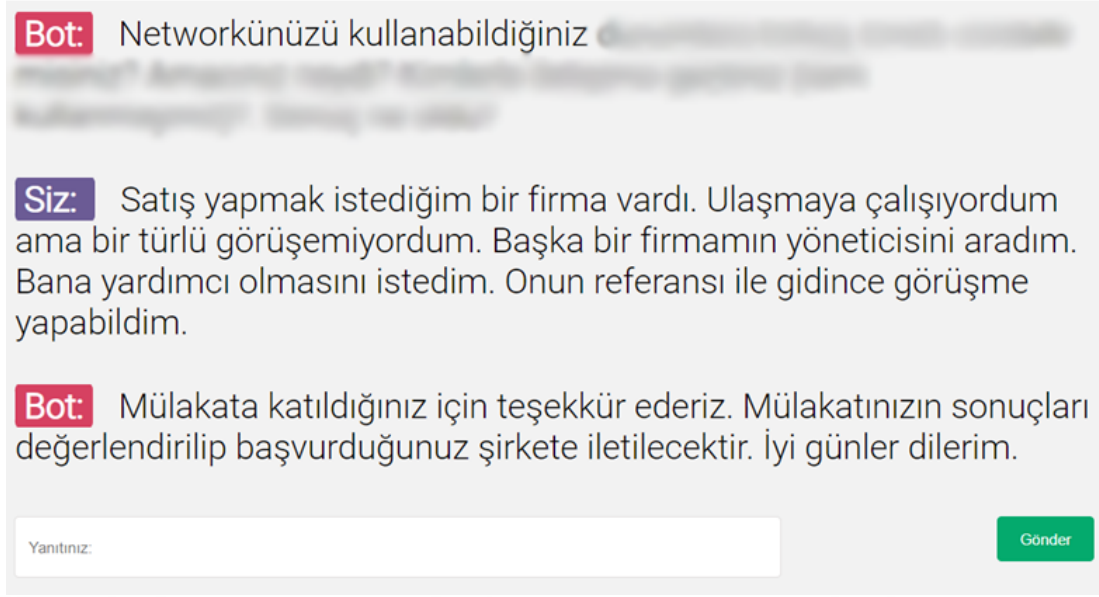 Bot: Networkünüzü kullanabildiğiniz
Siz: Satış yapmak istediğim bir firma vardı. Ulaşmaya çalışıyordum
ama bir türlü görüşemiyordum. Başka bir firmamın yöneticisini aradım.
Bana yardımcı olmasını istedim. Onun referansı ile gidince görüşme
yapabildim.
Bot: Mülakata katıldığınız için teşekkür ederiz. Mülakatınızın sonuçları
değerlendirilip başvurduğunuz şirkete iletilecektir. İyi günler dilerim.
Yanıtınız:
Gönder